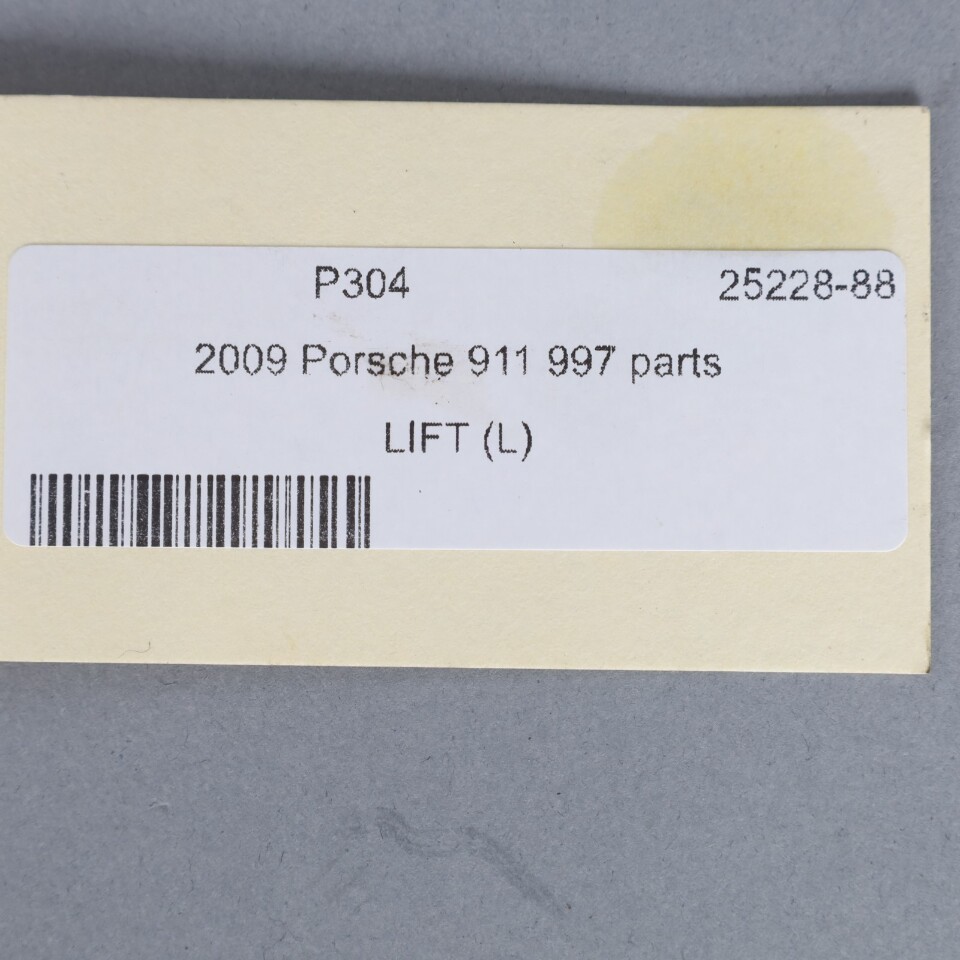 P304 25228-88
2009 Porsche 911 997 parts
LIFT (L)